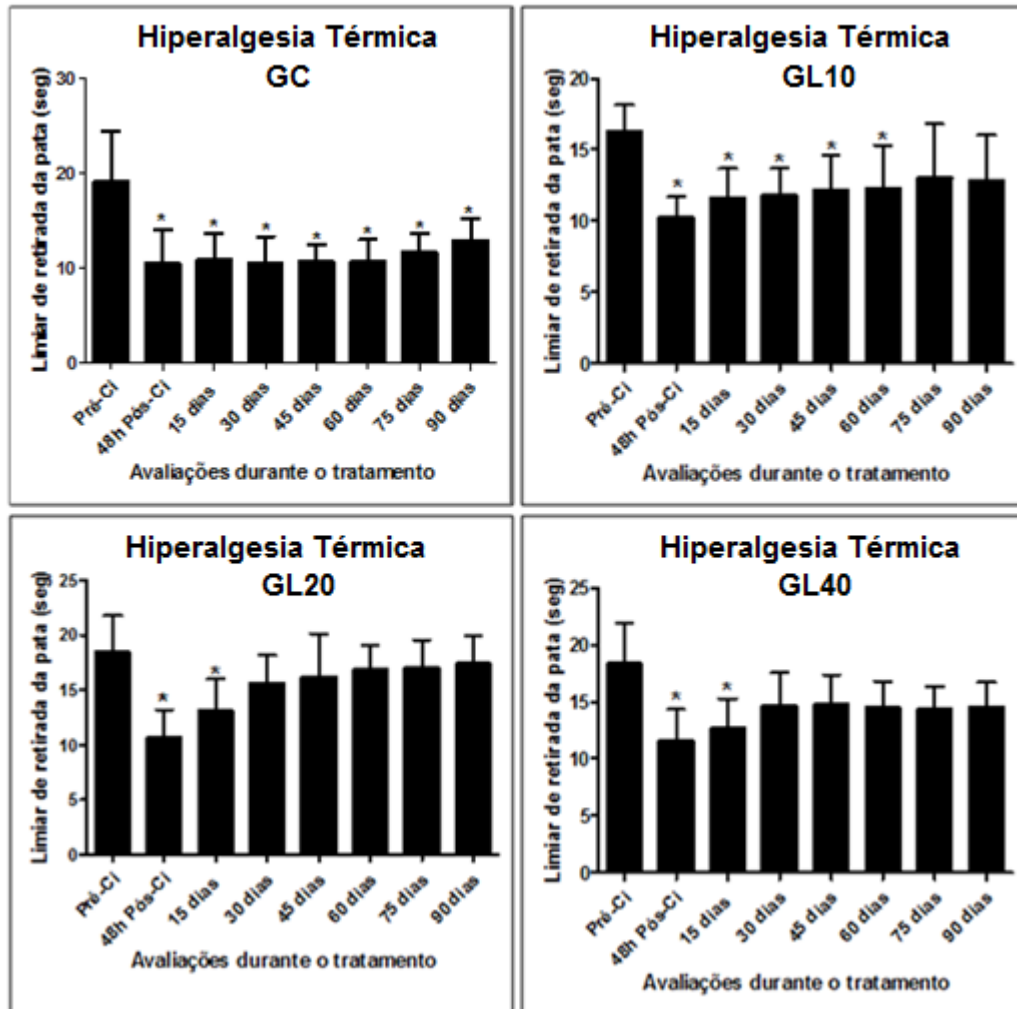 Hiperalgesia Térmica
GC
Limiar de retirada da pata (seg)
30
20
10
0
*
*
*
*
*
*
*
Pré-Ci
48h Pós-Ci
15 dias
30 dias
45 dias
60 dias
75 dias
90 dias
Avaliações durante o tratamento
Hiperalgesia Térmica
GL10
Limiar de retirada da pata (seg)
20
15
10
5
0
*
*
*
*
*
Pré-Ci
48h Pós-Ci
15 dias
30 dias
45 dias
60 dias
75 dias
90 dias
Avaliações durante o tratamento
Hiperalgesia Térmica
GL20
Limiar de retirada da pata (seg)
25
20
15
10
5
0
*
*
Pré-Ci
48h Pós-Ci
15 dias
30 dias
45 dias
60 dias
75 dias
90 dias
Avaliações durante o tratamento
Hiperalgesia Térmica
GL40
Limiar de retirada da pata (seg)
25
20
15
10
5
0
*
*
Pré-Ci
48h Pós-Ci
15 dias
30 dias
45 dias
60 dias
75 dias
90 dias
Avaliações durante o tratamento